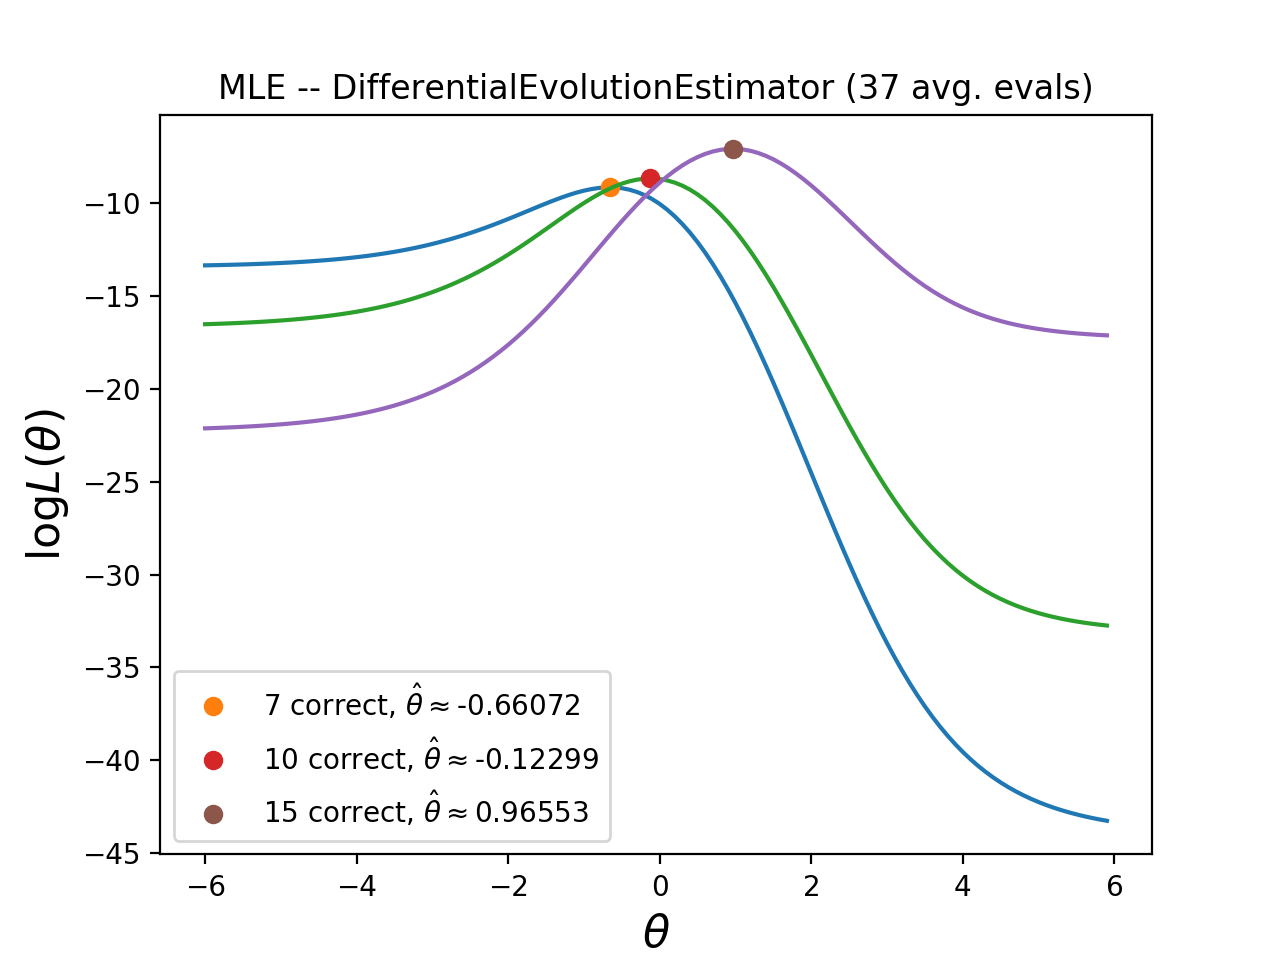 MLE -- DifferentialEvolutionEstimator (37 avg. evals)
logL(θ)
−10
−15
−20
−25
−30
−35
−40
−45
7 correct, θ̂ ≈ -0.66072
10 correct, θ̂ ≈ -0.12299
15 correct, θ̂ ≈ 0.96553
−6 −4 −2 0 2 4 6
θ